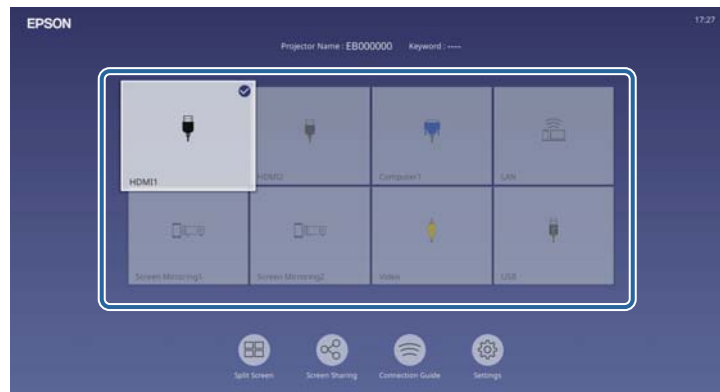 EPSON
17:27
Projector Name : EB000000 Keyword : -----
HDMI1 HDMI2 Computer1 LAN
Screen Mirroring1 Screen Mirroring2 Video USB
Split Screen Screen Sharing Connection Guide Settings